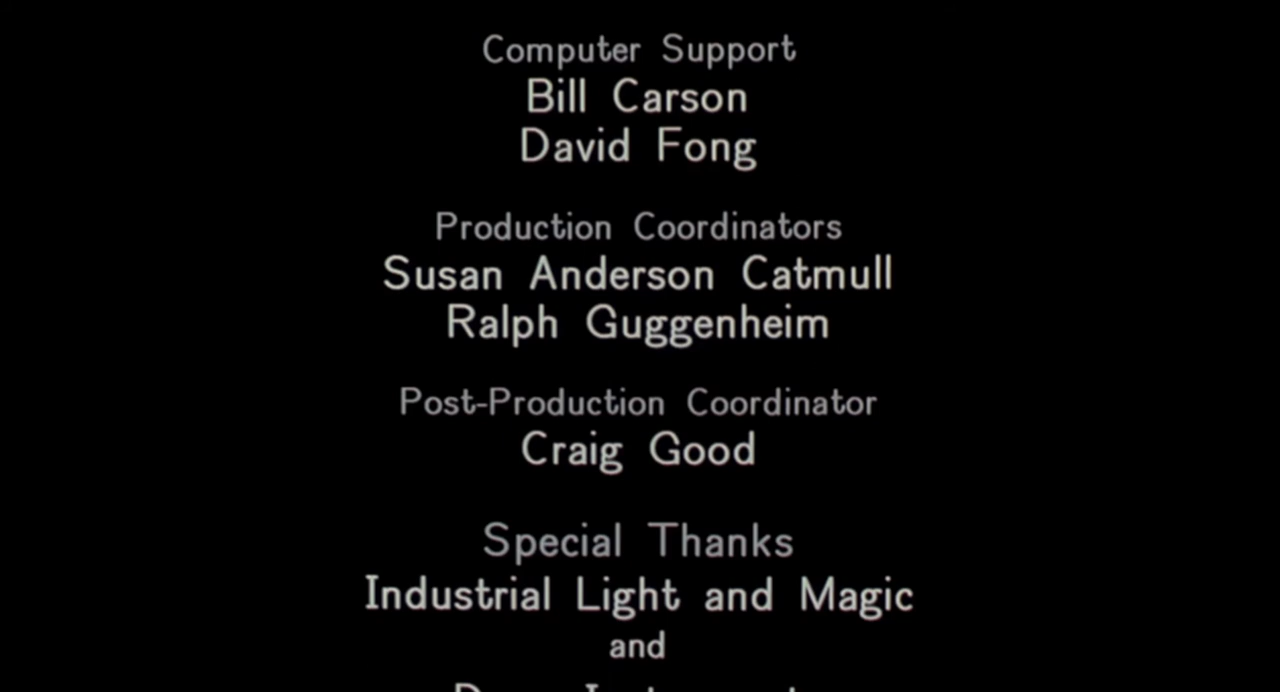 Computer Support
Bill Carson
David Fong
Production Coordinators
Susan Anderson Catmull
Ralph Guggenheim
Post-Production Coordinator
Craig Good
Special Thanks
Industrial Light and Magic
and